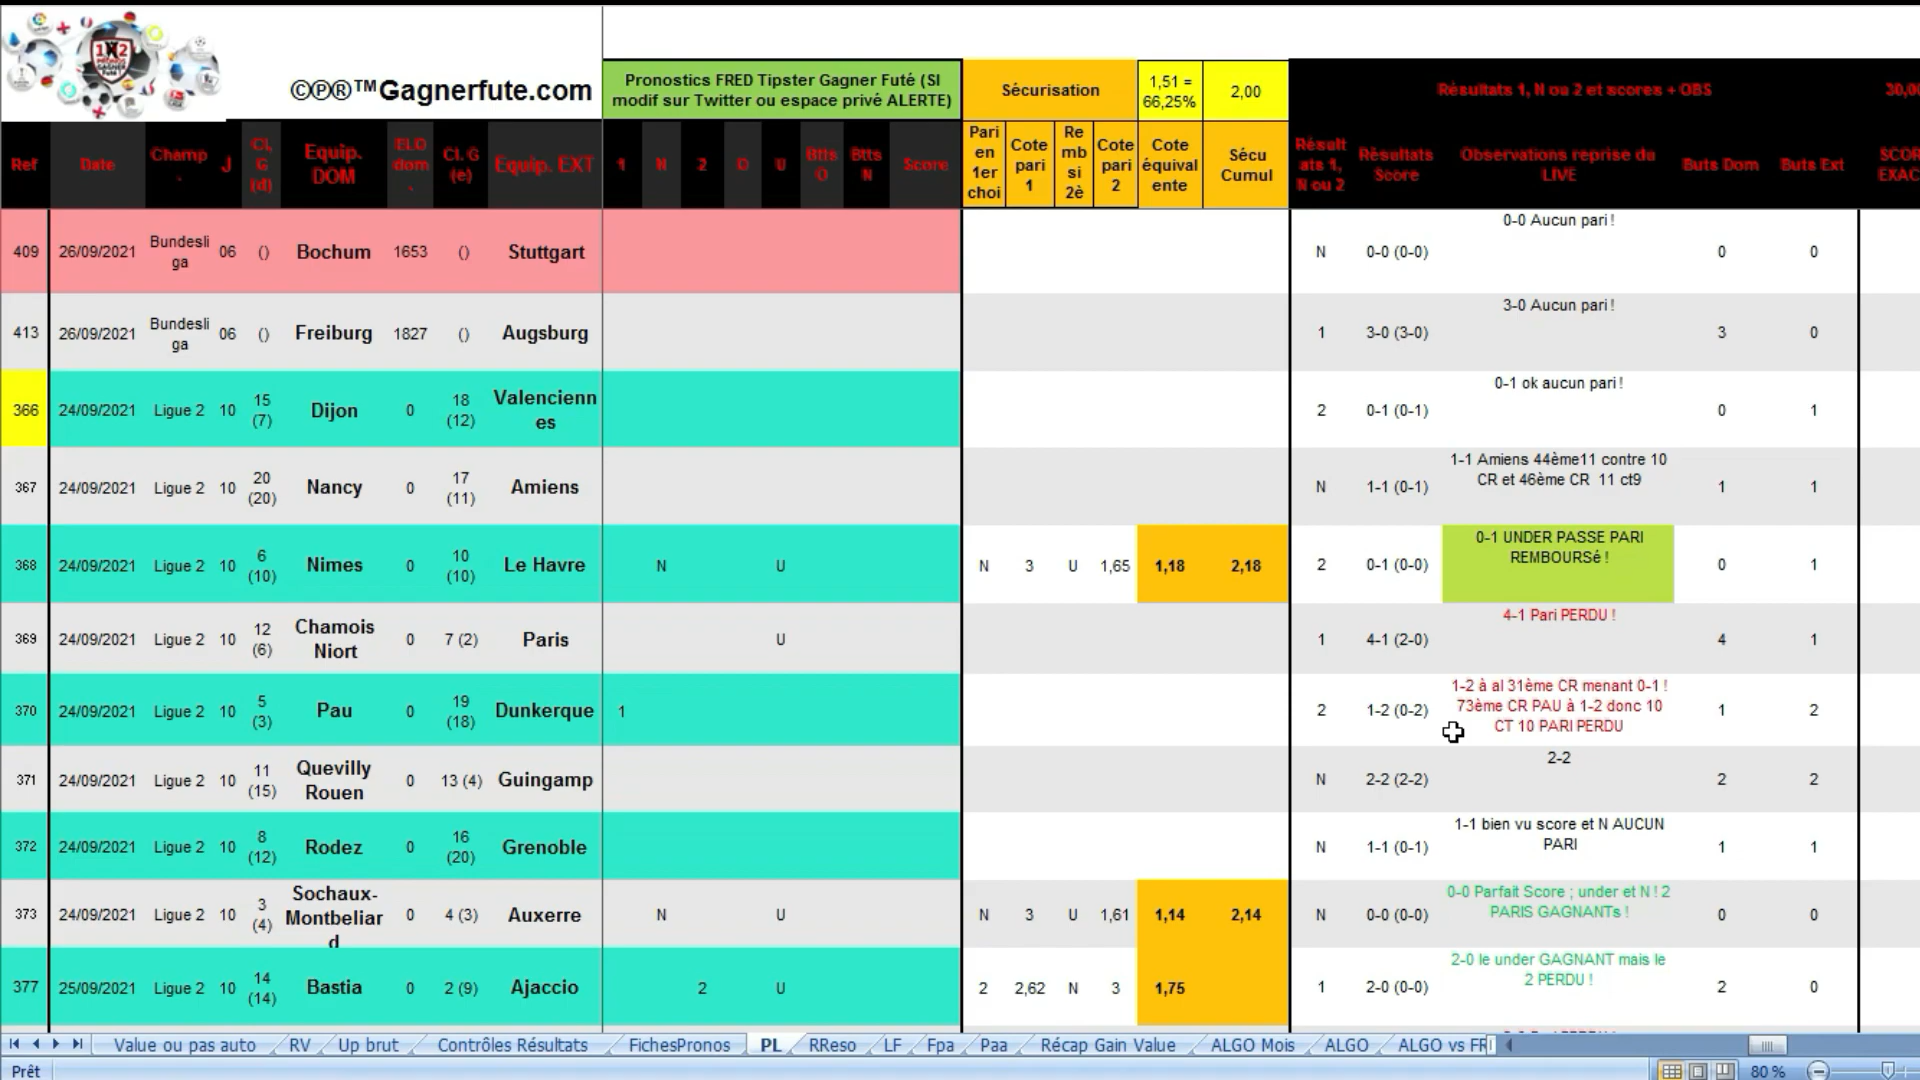 ©℗®™Gagnerfute.com
Pronostics FRED Tipster Gagner Futé (SI
modif sur Twitter ou espace privé ALERTE)
Sécurisation
1,51 =
66,25%
2,00
Résultats 1, N ou 2 et scores + OBS
Ref Date Champ. J Cl. G (d) Equip. DOM ELO dom. Cl. G (e) Equip. EXT 1 N 2 O U Btts O Btts N Score Pari en 1er choi Cote pari 1 Re mb si 2è Cote pari 2 Cote équival ente Sécu Cumul Résult ats 1, N ou 2 Résultats Score Observations reprise du LIVE Buts Dom Buts Ext
409 26/09/2021 Bundesli ga 06 () Bochum 1653 () Stuttgart N 0-0 (0-0) 0-0 Aucun pari ! 0 0
413 26/09/2021 Bundesli ga 06 () Freiburg 1827 () Augsburg 1 3-0 (3-0) 3-0 Aucun pari ! 3 0
366 24/09/2021 Ligue 2 10 15 (7) Dijon 0 18 (12) Valencienn es 2 0-1 (0-1) 0-1 ok aucun pari ! 0 1
367 24/09/2021 Ligue 2 10 20 (20) Nancy 0 17 (11) Amiens N 1-1 (0-1) 1-1 Amiens 44ème11 contre 10 CR et 46ème CR 11 ct9 1 1
368 24/09/2021 Ligue 2 10 6 (10) Nimes 0 10 (10) Le Havre N U N 3 U 1,65 1,18 2,18 2 0-1 (0-0) 0-1 UNDER PASSE PARI REMBOURSé ! 0 1
369 24/09/2021 Ligue 2 10 12 (6) Chamois Niort 0 7 (2) Paris U 1 4-1 (2-0) 4-1 Pari PERDU ! 4 1
370 24/09/2021 Ligue 2 10 5 (3) Pau 0 19 (18) Dunkerque 1 2 1-2 (0-2) 1-2 à al 31ème CR menant 0-1 ! 73ème CR PAU à 1-2 donc 10 CT 10 PARI PERDU 1 2
371 24/09/2021 Ligue 2 10 11 (15) Quevilly Rouen 0 13 (4) Guingamp N 2-2 (2-2) 2-2 2 2
372 24/09/2021 Ligue 2 10 8 (12) Rodez 0 16 (20) Grenoble N 1-1 (0-1) 1-1 bien vu score et N AUCUN PARI 1 1
373 24/09/2021 Ligue 2 10 3 (4) Sochaux-Montbeliar d 0 4 (3) Auxerre N U N 3 U 1,61 1,14 2,14 N 0-0 (0-0) 0-0 Parfait Score ; under et N ! 2 PARIS GAGNANTs ! 0 0
377 25/09/2021 Ligue 2 10 14 (14) Bastia 0 2 (9) Ajaccio 2 U 2 2,62 N 3 1,75 1 2-0 (0-0) 2-0 le under GAGNANT mais le 2 PERDU ! 2 0
Value ou pas auto RV Up brut Contrôles Résultats FichesPronos PL RReso LF Fpa Paa Récap Gain Value ALGO Mois ALGO ALGO vs FR
Prêt 80 %